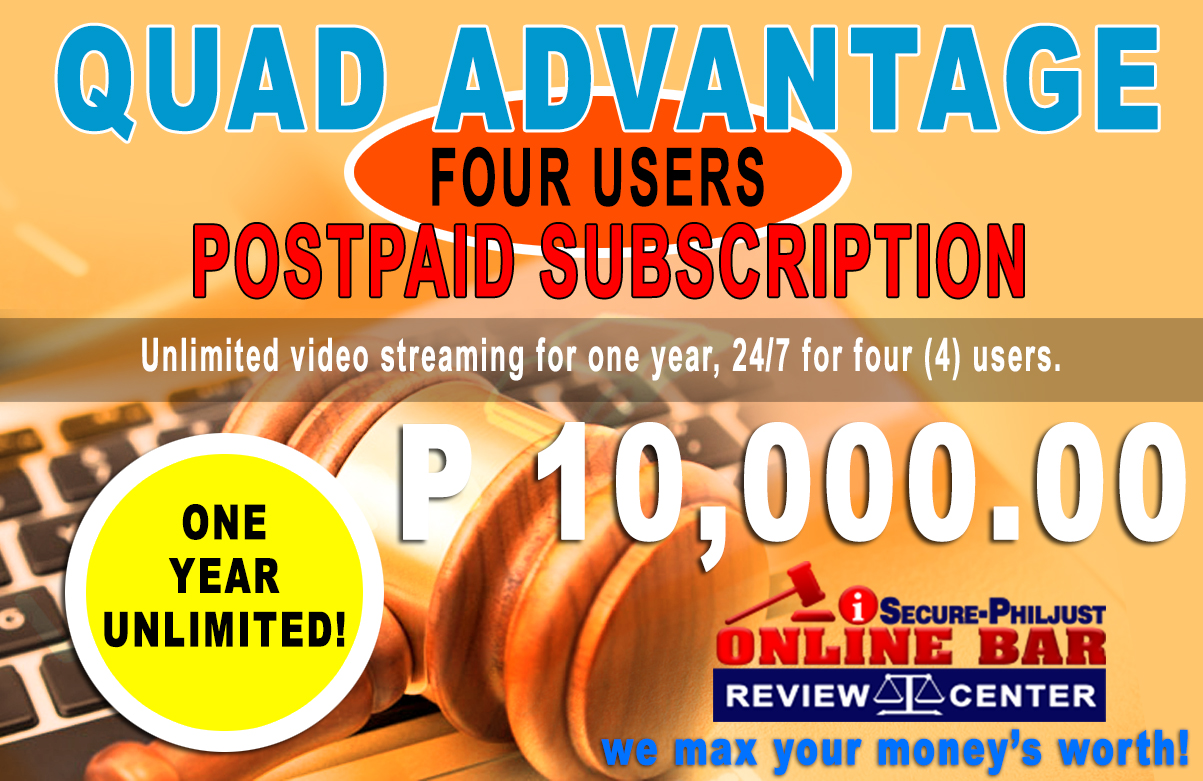 QUAD ADVANTAGE
FOUR USERS
POSTPAID SUBSCRIPTION
Unlimited video streaming for one year, 24/7 for four (4) users.
P 10,000.00
ONE
YEAR
UNLIMITED!
i SECURE-PHILJUST
ONLINE BAR
REVIEW CENTER
we max your money's worth!